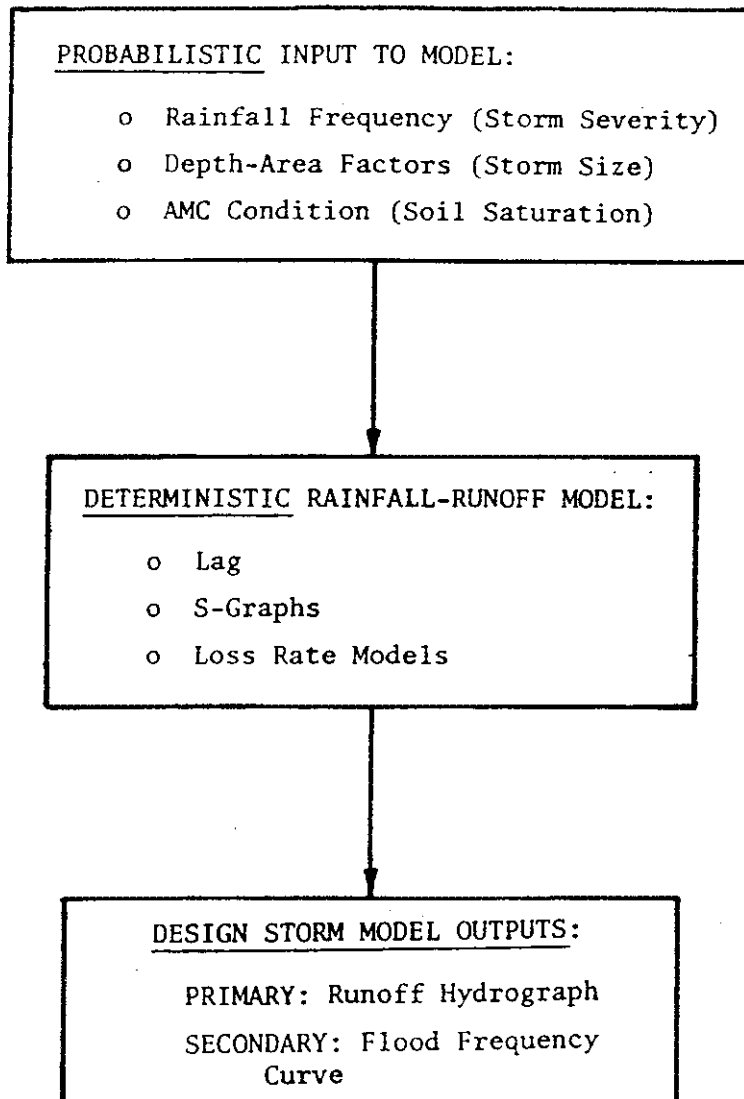 PROBABILISTIC INPUT TO MODEL:
o Rainfall Frequency (Storm Severity)
o Depth-Area Factors (Storm Size)
o AMC Condition (Soil Saturation)
DETERMINISTIC RAINFALL-RUNOFF MODEL:
o Lag
o S-Graphs
o Loss Rate Models
DESIGN STORM MODEL OUTPUTS:
PRIMARY: Runoff Hydrograph
SECONDARY: Flood Frequency
Curve